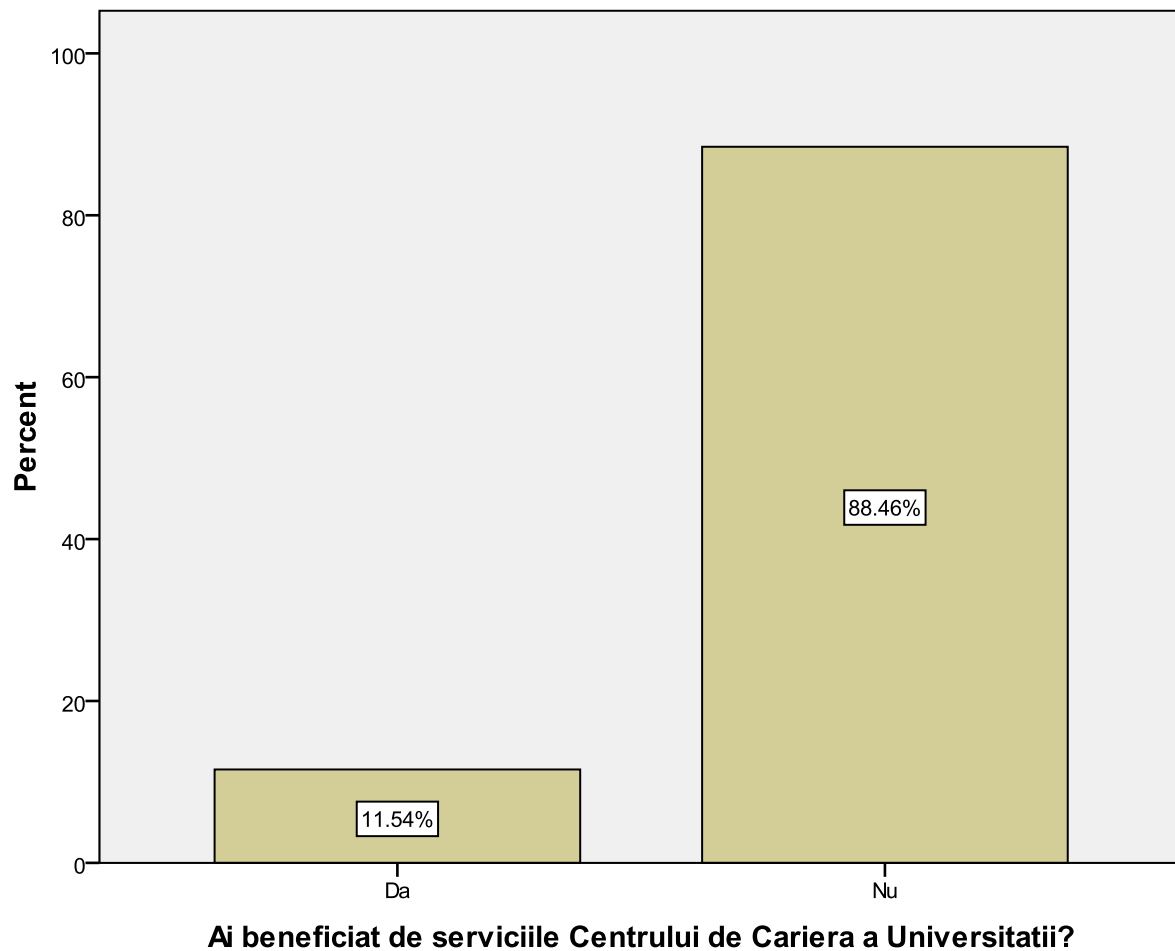 Percent
100
80
60
40
20
0
88.46%
11.54%
Da
Nu
Ai beneficiat de serviciile Centrului de Cariera a Universitatii?